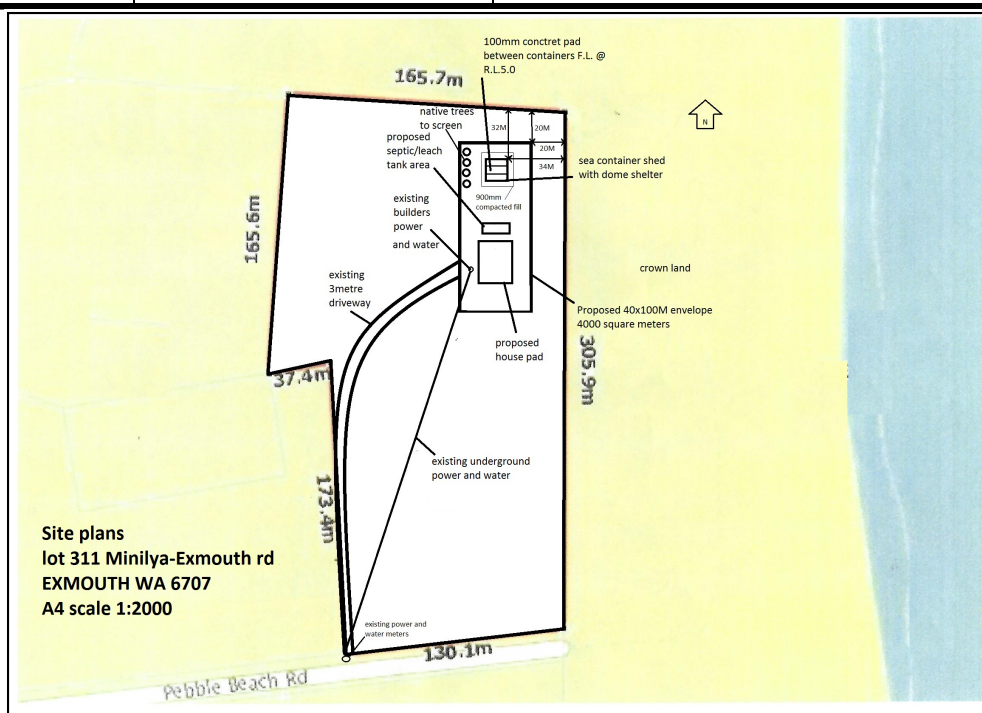 100mm conctret pad
between containers F.L. @
R.L.5.0
165.7m
N
native trees
to screen
32M
20M
20M
34M
proposed
septic/leach
tank area
sea container shed
with dome shelter
900mm
compacted fill
existing
builders
power
and water
165.6m
crown land
existing
3metre
driveway
Proposed 40x100M envelope
4000 square meters
proposed
house pad
305.9m
37.4m
existing underground
power and water
173.4m
Site plans
lot 311 Minilya-Exmouth rd
EXMOUTH WA 6707
A4 scale 1:2000
existing power and
water meters
130.1m
Pebble Beach Rd